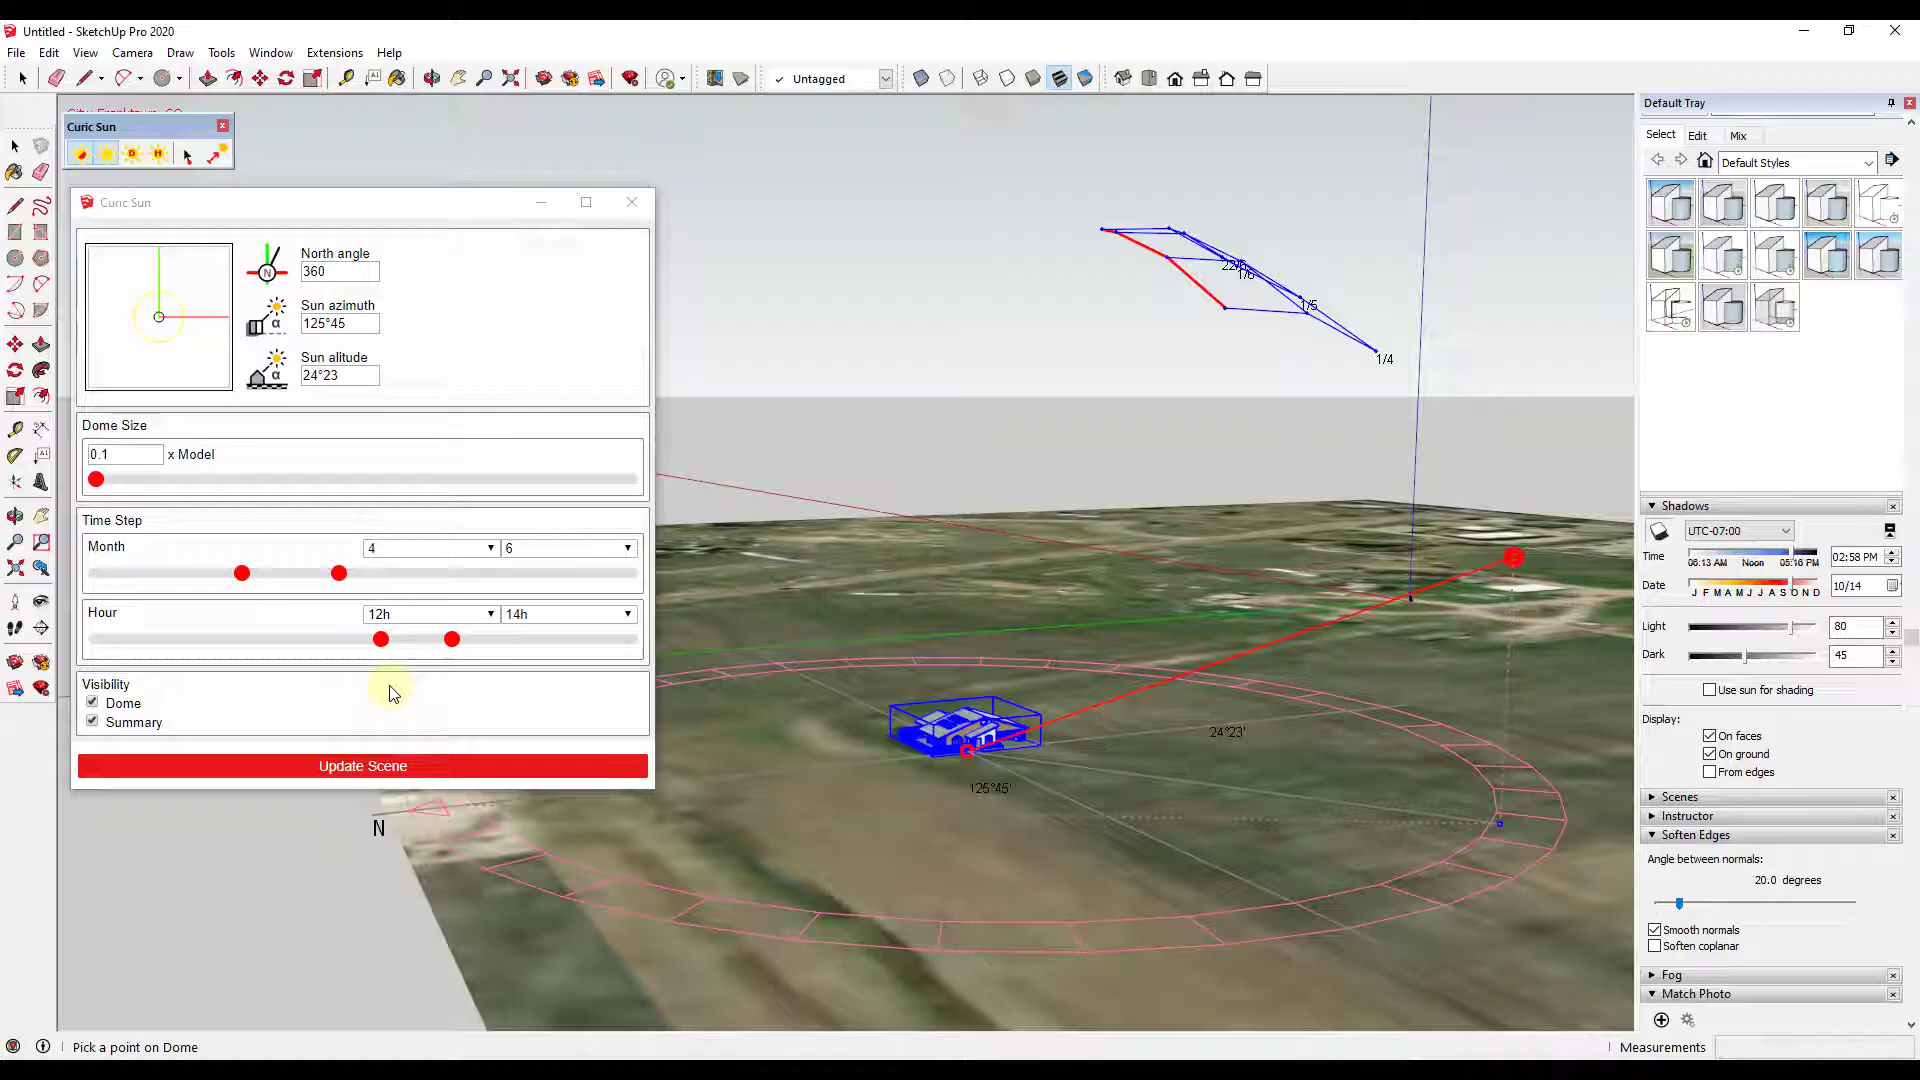 Untitled - SketchUp Pro 2020
File Edit View Camera Draw Tools Window Extensions Help
Untagged
Curic Sun
D H
Curic Sun
North angle
360
N
Sun azimuth
125°45
α
Sun alitude
24°23
α
Dome Size
0.1 x Model
Time Step
Month 4 6
Hour 12h 14h
Visibility
Dome
Summary
Update Scene
1/6
1/5
1/4
24°23'
125°45'
N
Default Tray
Select Edit Mix
Default Styles
Shadows
UTC-07:00
Time 02:58 PM
06:13 AM Noon 05:16 PM
Date 10/14
J F M A M J J A S O N D
Light 80
Dark 45
Use sun for shading
Display:
On faces
On ground
From edges
Scenes
Instructor
Soften Edges
Angle between normals:
20.0 degrees
Smooth normals
Soften coplanar
Fog
Match Photo
Pick a point on Dome
Measurements